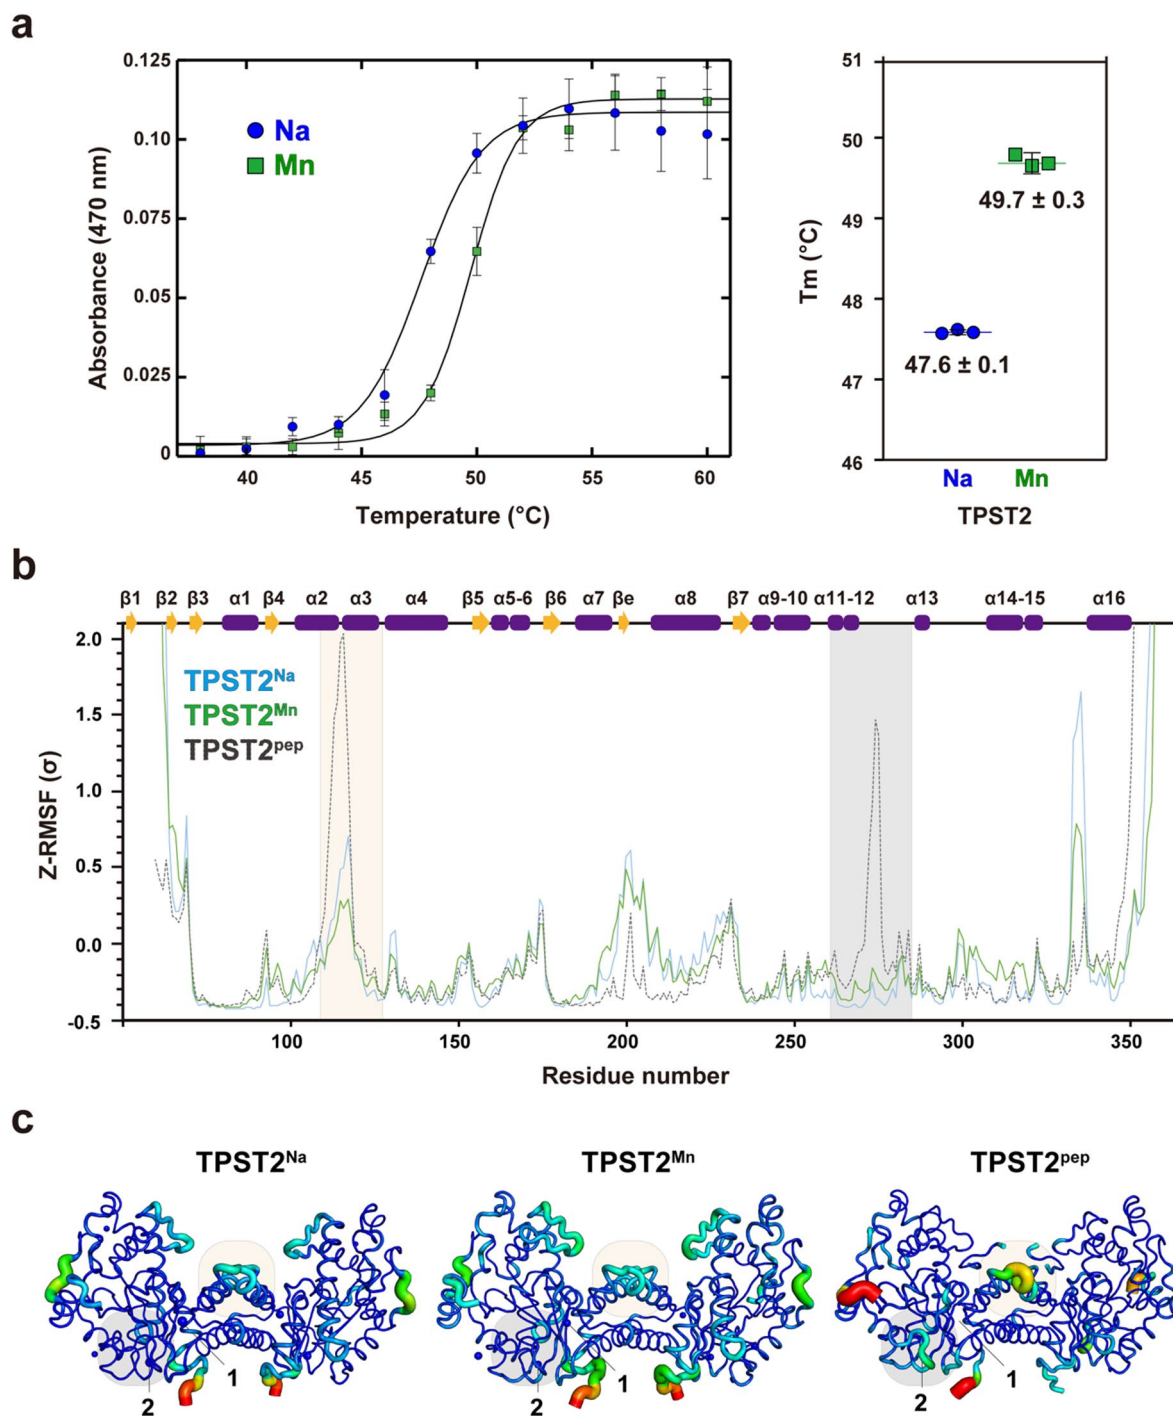 a
0.125
0.10
0.075
0.05
0.025
0
Absorbance (470 nm)
Na
Mn
40
45
50
55
60
Temperature (°C)
51
50
49
48
47
46
Tm (°C)
49.7 ± 0.3
47.6 ± 0.1
Na
Mn
TPST2
b
β1 β2 β3 α1 β4 α2 α3 α4 β5 α5-6 β6 α7 βe α8 β7 α9-10 α11-12 α13 α14-15 α16
2.0
1.5
1.0
0.5
0.0
-0.5
Z-RMSF (σ)
TPST2Na
TPST2Mn
TPST2pep
100 150 200 250 300 350
Residue number
c
TPST2Na TPST2Mn TPST2pep
1 1 1
2 2 2